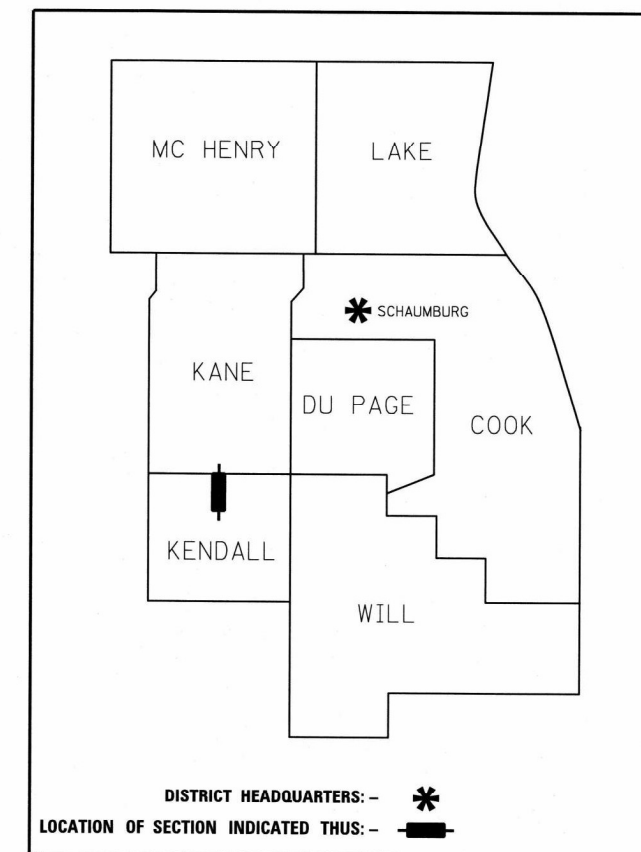 MC HENRY
LAKE
SCHAUMBURG
KANE
DU PAGE
COOK
KENDALL
WILL
DISTRICT HEADQUARTERS: –
LOCATION OF SECTION INDICATED THUS: –